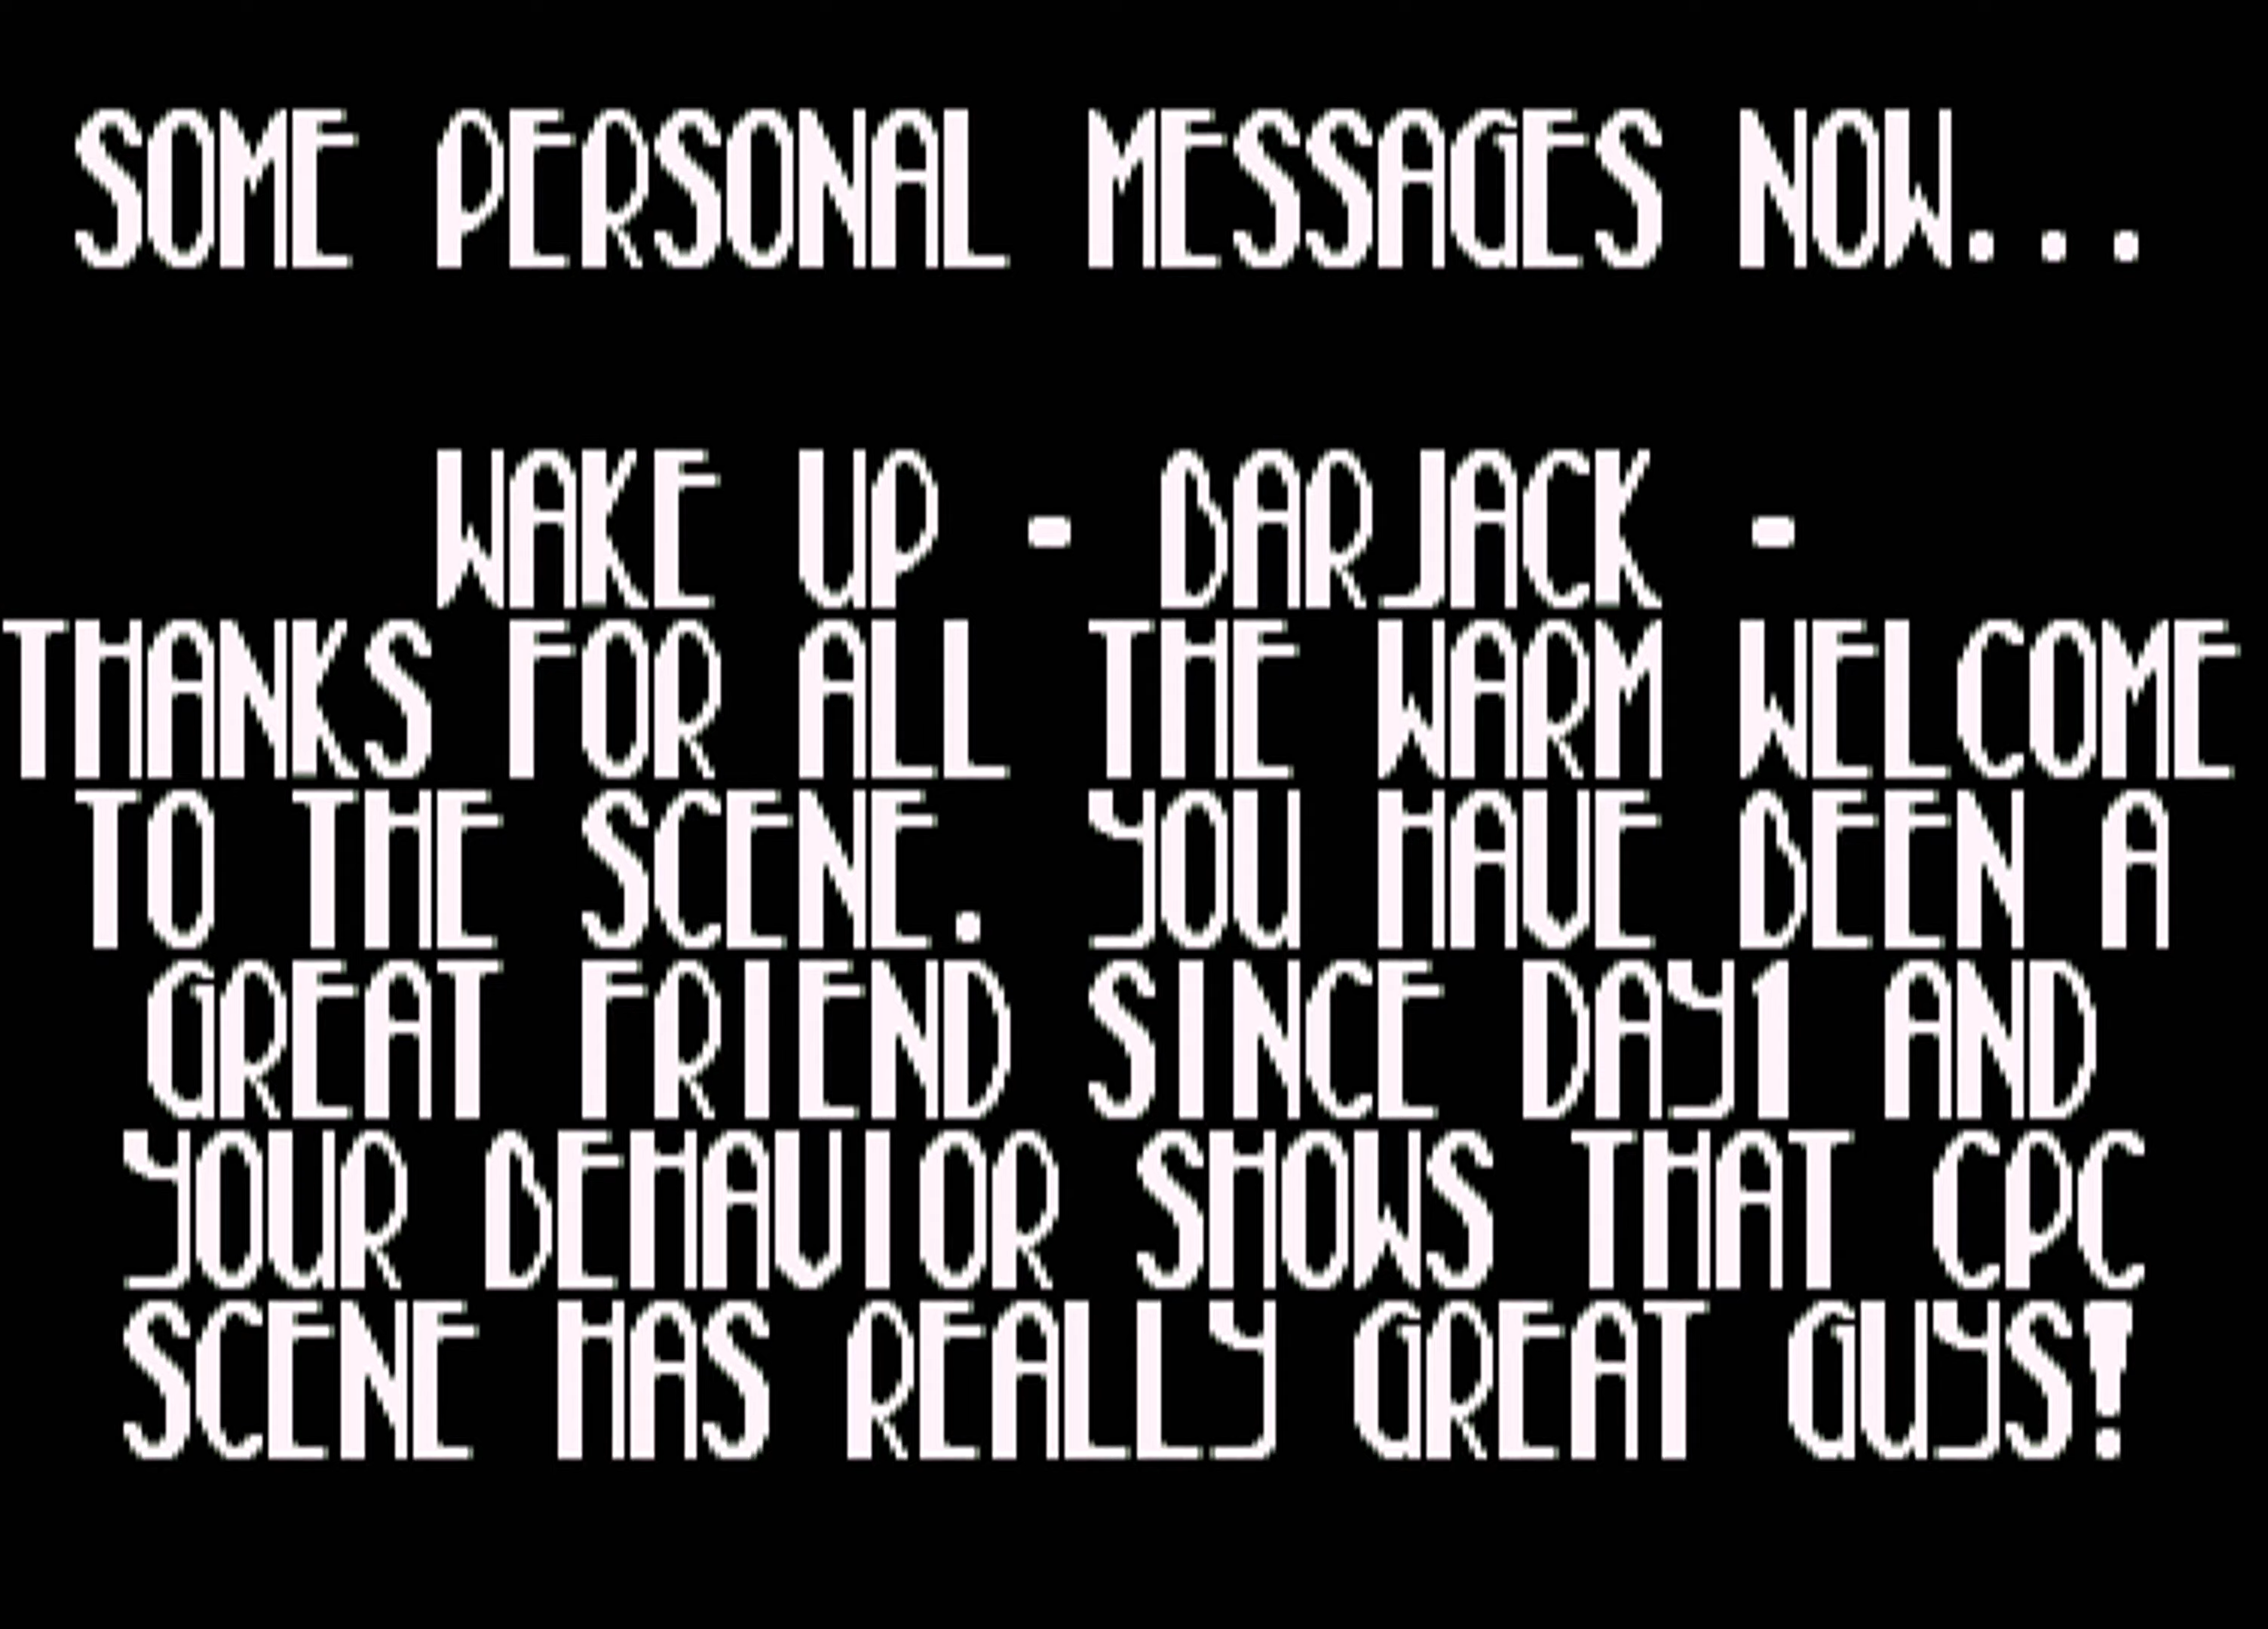 SOME PERSONAL MESSAGES NOW...
WAKE UP - BARJACK -
THANKS FOR ALL THE WARM WELCOME
TO THE SCENE. YOU HAVE BEEN A
GREAT FRIEND SINCE DAY1 AND
YOUR BEHAVIOR SHOWS THAT CPC
SCENE HAS REALLY GREAT GUYS!